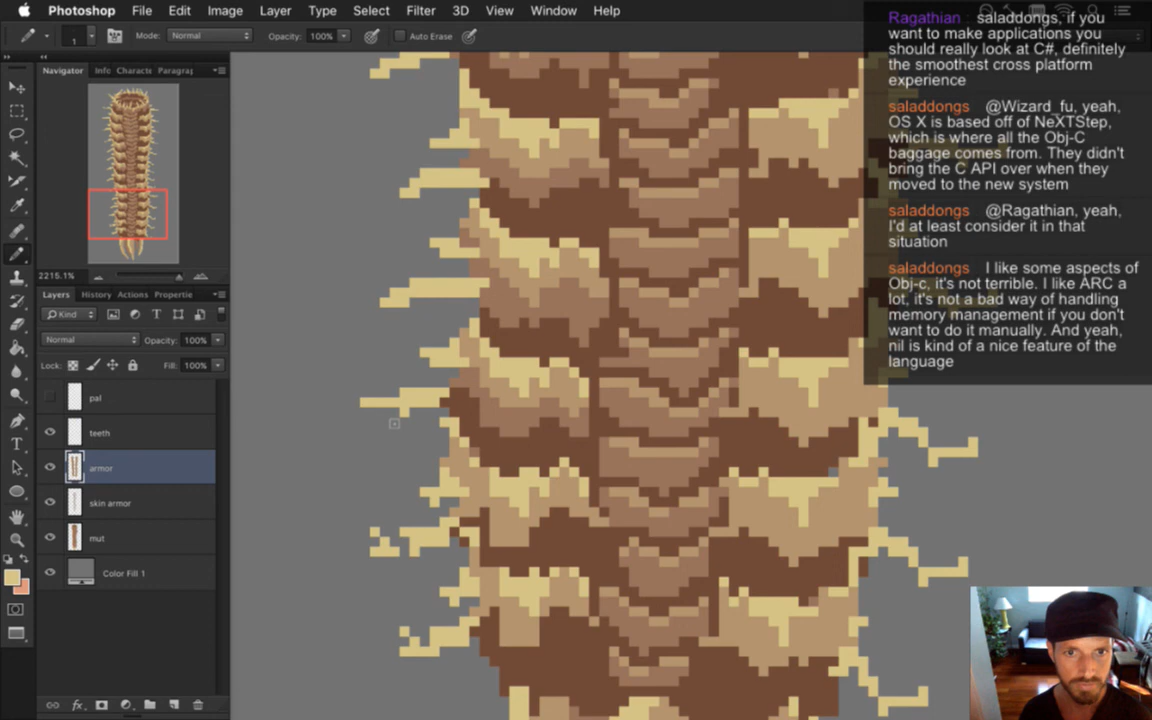 Photoshop File Edit Image Layer Type Select Filter 3D View Window Help
1 Mode: Normal Opacity: 100% Auto Erase
Navigator Info Characte Paragraj
2215.1%
Layers History Actions Propertie
Kind
Normal Opacity: 100%
Lock: Fill: 100%
pal
teeth
armor
skin armor
mut
Color Fill 1
fx
Ragathian saladdongs, if you
want to make applications you
should really look at C#, definitely
the smoothest cross platform
experience
saladdongs @Wizard_fu, yeah,
OS X is based off of NeXTStep,
which is where all the Obj-C
baggage comes from. They didn't
bring the C API over when they
moved to the new system
saladdongs @Ragathian, yeah,
I'd at least consider it in that
situation
saladdongs I like some aspects of
Obj-c, it's not terrible. I like ARC a
lot, it's not a bad way of handling
memory management if you don't
want to do it manually. And yeah,
nil is kind of a nice feature of the
language